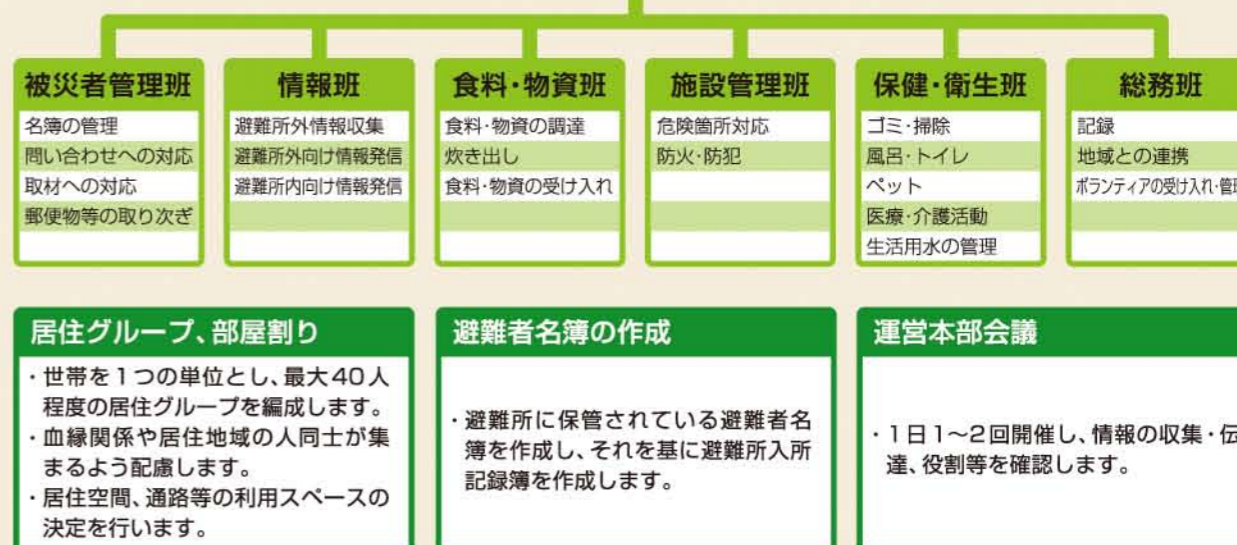 被災者管理班
名簿の管理
問い合わせへの対応
取材への対応
郵便物等の取り次ぎ
情報班
避難所外情報収集
避難所外向け情報発信
避難所内向け情報発信
食料・物資班
食料・物資の調達
炊き出し
食料・物資の受け入れ
施設管理班
危険箇所対応
防火・防犯
保健・衛生班
ゴミ・掃除
風呂・トイレ
ペット
医療・介護活動
生活用水の管理
総務班
記録
地域との連携
ボランティアの受け入れ・管理
居住グループ、部屋割り
・世帯を1つの単位とし、最大40人
程度の居住グループを編成します。
・血縁関係や居住地域の人同士が集
まるよう配慮します。
・居住空間、通路等の利用スペースの
決定を行います。
避難者名簿の作成
・避難所に保管されている避難者名
簿を作成し、それを基に避難所入所
記録簿を作成します。
運営本部会議
・1日1〜2回開催し、情報の収集・伝
達、役割等を確認します。